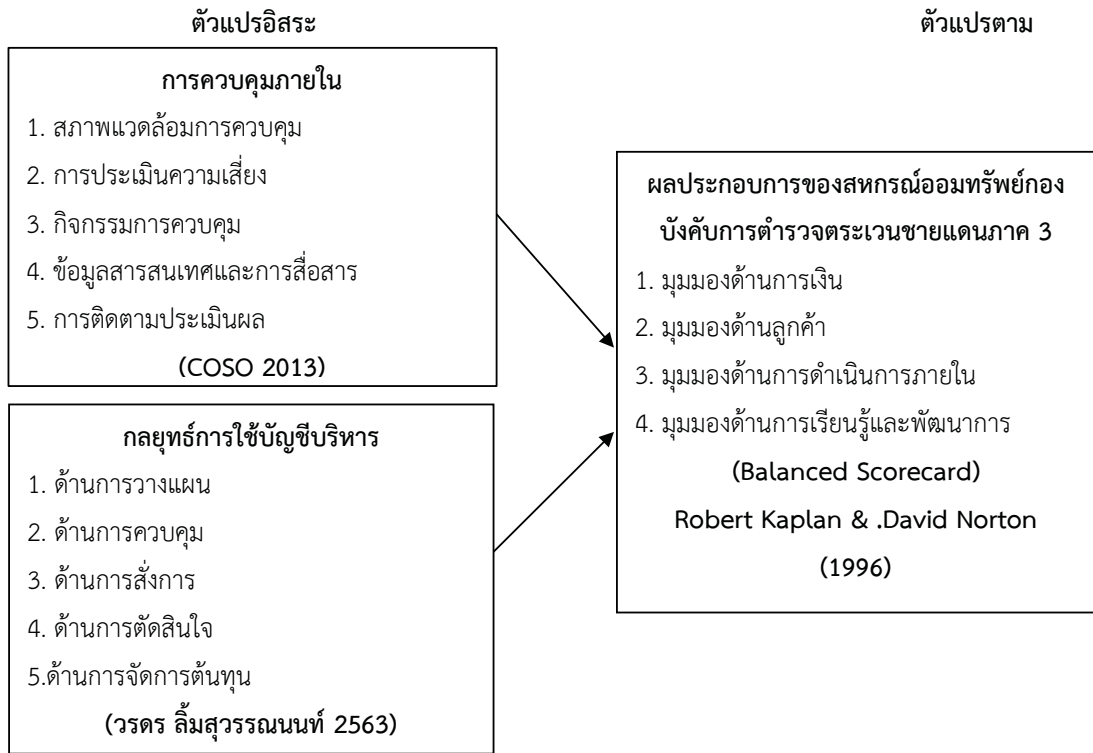 ตัวแปรอิสระ
ตัวแปรตาม
การควบคุมภายใน
1. สภาพแวดล้อมการควบคุม
2. การประเมินความเสี่ยง
3. กิจกรรมการควบคุม
4. ข้อมูลสารสนเทศและการสื่อสาร
5. การติดตามประเมินผล
(COSO 2013)
กลยุทธ์การใช้บัญชีบริหาร
1. ด้านการวางแผน
2. ด้านการควบคุม
3. ด้านการสั่งการ
4. ด้านการตัดสินใจ
5.ด้านการจัดการต้นทุน
(วรดร ลิ้มสุวรรณนนท์ 2563)
ผลประกอบการของสหกรณ์ออมทรัพย์กอง
บังคับการตำรวจตระเวนชายแดนภาค 3
1. มุมมองด้านการเงิน
2. มุมมองด้านลูกค้า
3. มุมมองด้านการดำเนินการภายใน
4. มุมมองด้านการเรียนรู้และพัฒนาการ
(Balanced Scorecard)
Robert Kaplan & .David Norton
(1996)